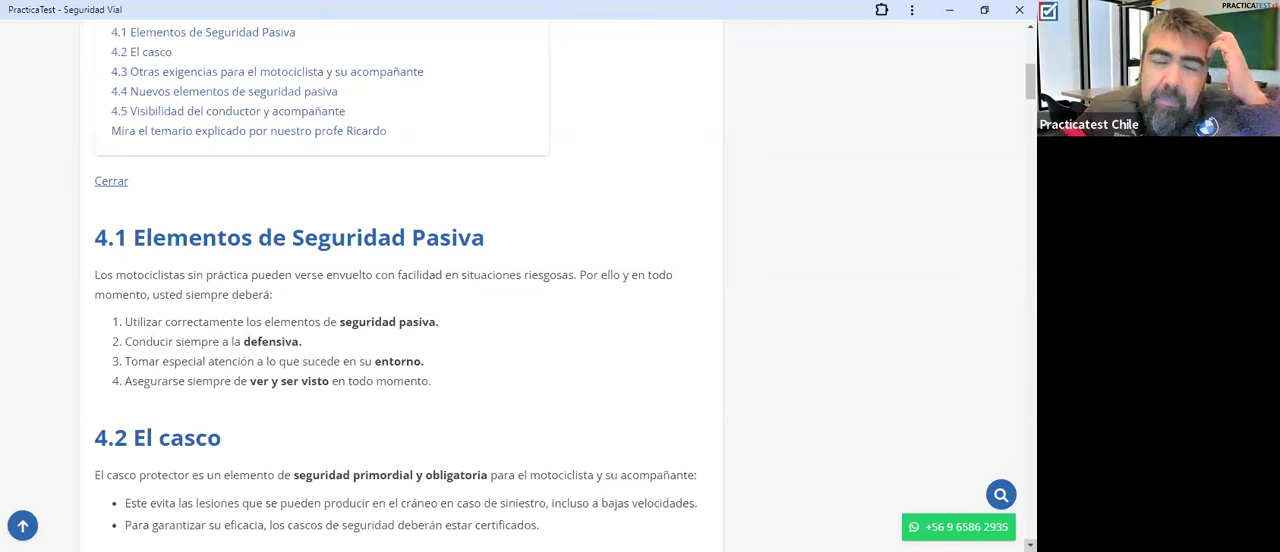 PracticaTest - Seguridad Vial
PRACTICATEST
4.1 Elementos de Seguridad Pasiva
4.2 El casco
4.3 Otras exigencias para el motociclista y su acompañante
4.4 Nuevos elementos de seguridad pasiva
4.5 Visibilidad del conductor y acompañante
Mira el temario explicado por nuestro profe Ricardo
Practicatest Chile
Cerrar
4.1 Elementos de Seguridad Pasiva
Los motociclistas sin práctica pueden verse envuelto con facilidad en situaciones riesgosas. Por ello y en todo
momento, usted siempre deberá:
1. Utilizar correctamente los elementos de seguridad pasiva.
2. Conducir siempre a la defensiva.
3. Tomar especial atención a lo que sucede en su entorno.
4. Asegurarse siempre de ver y ser visto en todo momento.
4.2 El casco
El casco protector es un elemento de seguridad primordial y obligatoria para el motociclista y su acompañante:
• Este evita las lesiones que se pueden producir en el cráneo en caso de siniestro, incluso a bajas velocidades.
• Para garantizar su eficacia, los cascos de seguridad deberán estar certificados.
+56 9 6586 2935